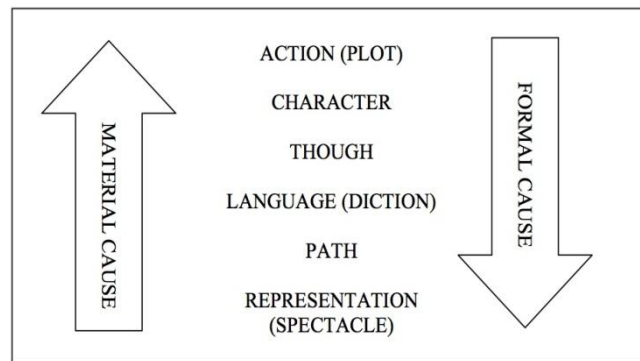 ACTION (PLOT)
CHARACTER
THOUGH
LANGUAGE (DICTION)
PATH
REPRESENTATION
(SPECTACLE)
MATERIAL CAUSE
FORMAL CAUSE